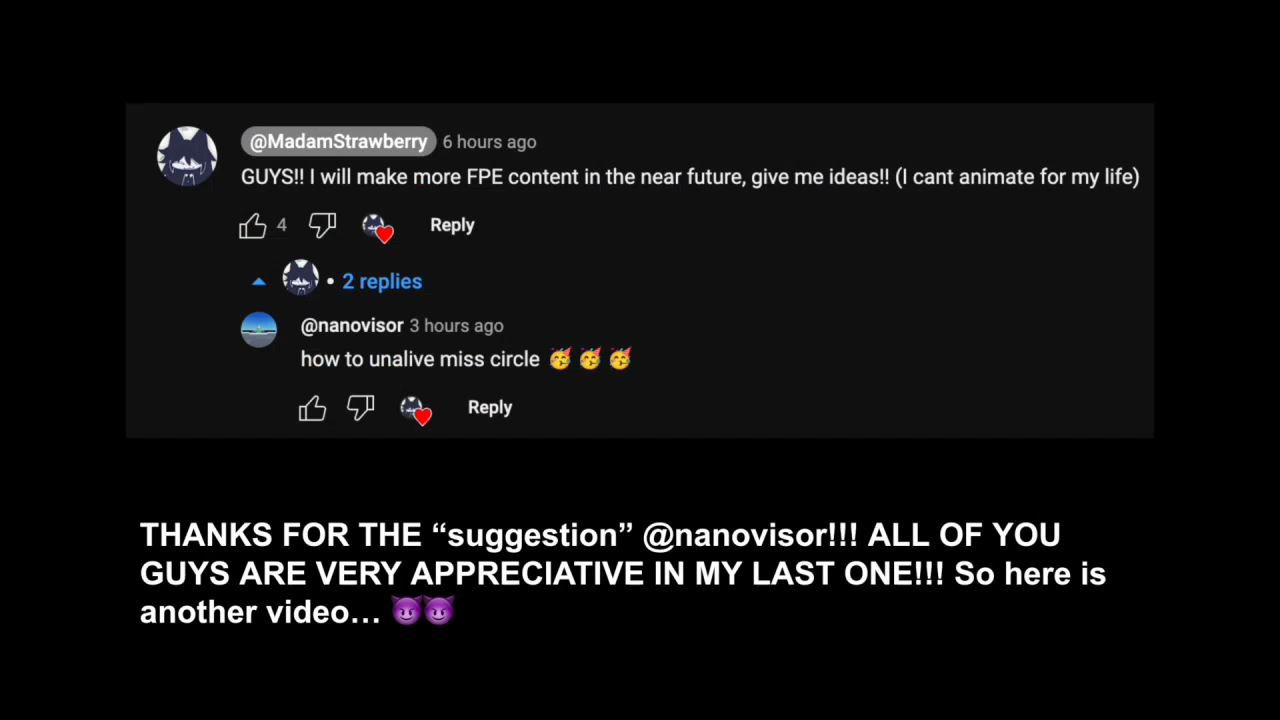 @MadamStrawberry 6 hours ago
GUYS!! I will make more FPE content in the near future, give me ideas!! (I cant animate for my life)
4 Reply
• 2 replies
@nanovisor 3 hours ago
how to unalive miss circle 🥳 🥳 🥳
Reply
THANKS FOR THE “suggestion” @nanovisor!!! ALL OF YOU
GUYS ARE VERY APPRECIATIVE IN MY LAST ONE!!! So here is
another video... 😈😈